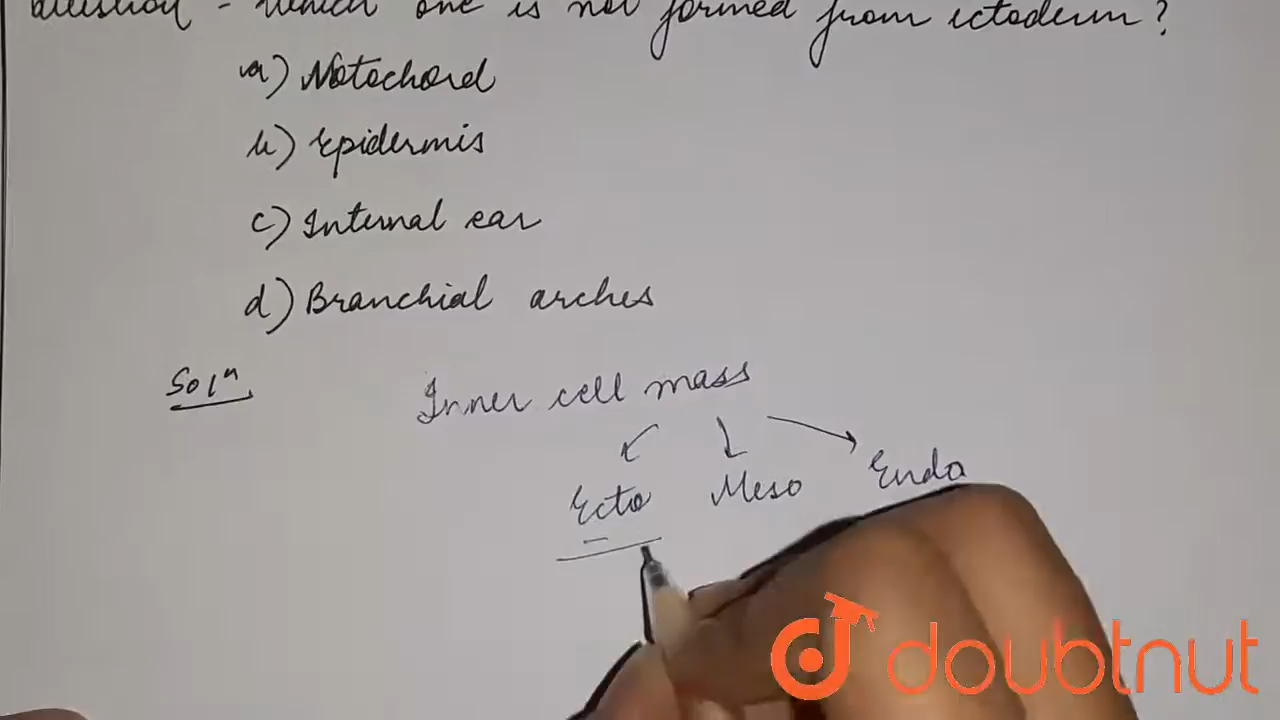 Question - Which one is not formed from ectoderm?
a) Notochord
b) Epidermis
c) Internal ear
d) Branchial arches
Solⁿ
Inner cell mass
Ecto Meso Endo
doubtnut